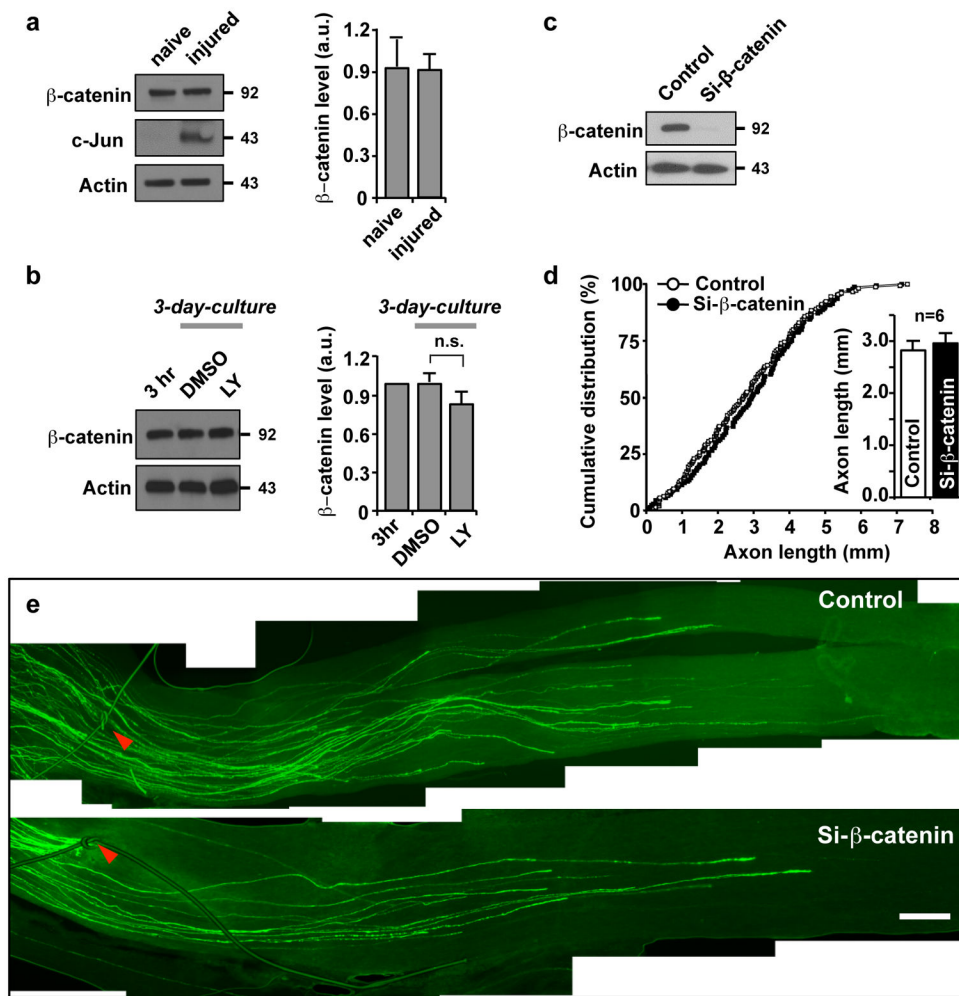 a
naive
injured
β-catenin
92
c-Jun
43
Actin
43
β-catenin level (a.u.)
1.2
0.9
0.6
0.3
0
naive
injured
c
Control
Si-β-catenin
β-catenin
92
Actin
43
b
3-day-culture
3 hr
DMSO
LY
β-catenin
92
Actin
43
3-day-culture
n.s.
β-catenin level (a.u.)
1.2
0.9
0.6
0.3
0
3hr
DMSO
LY
d
Cumulative distribution (%)
100
75
50
25
0
Control
Si-β-catenin
0
1
2
3
4
5
6
7
8
Axon length (mm)
n=6
Axon length (mm)
3.0
2.0
1.0
0.0
Control
Si-β-catenin
e
Control
Si-β-catenin